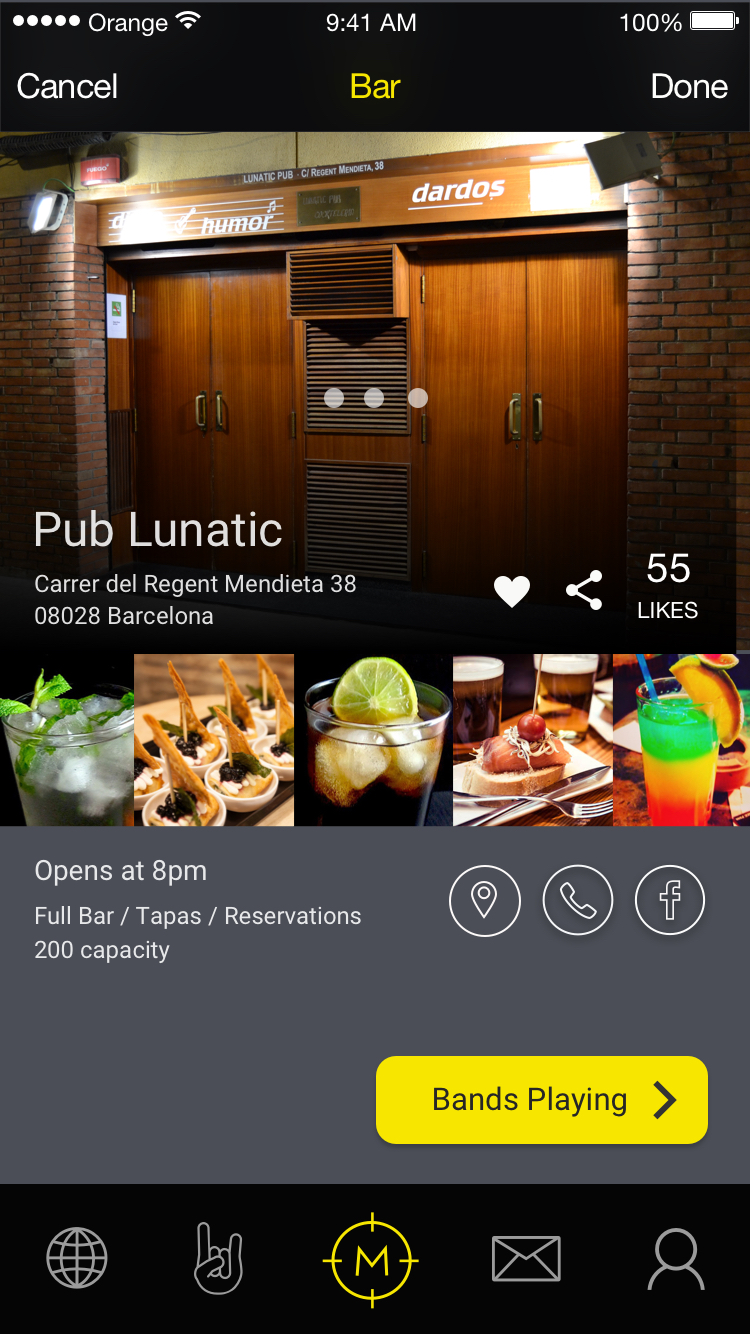 Orange 9:41 AM 100%
Cancel Bar Done
FUEGO
LUNATIC PUB - C/ REGENT MENDIETA, 38
dardos
humor
Pub Lunatic
Carrer del Regent Mendieta 38
08028 Barcelona
55
LIKES
Opens at 8pm
Full Bar / Tapas / Reservations
200 capacity
f
Bands Playing
M